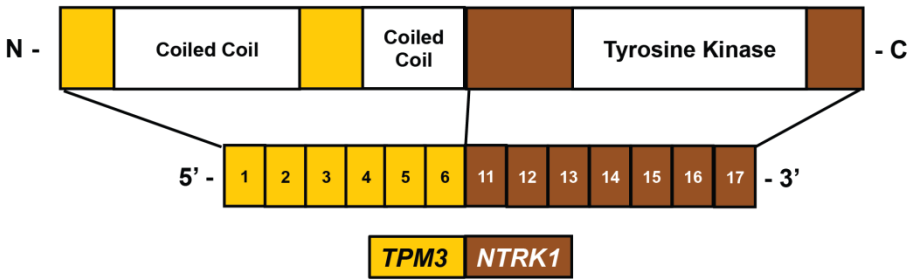 N - Coiled Coil Coiled Coil Tyrosine Kinase - C
5’ - 1 2 3 4 5 6 11 12 13 14 15 16 17 - 3’
TPM3 NTRK1